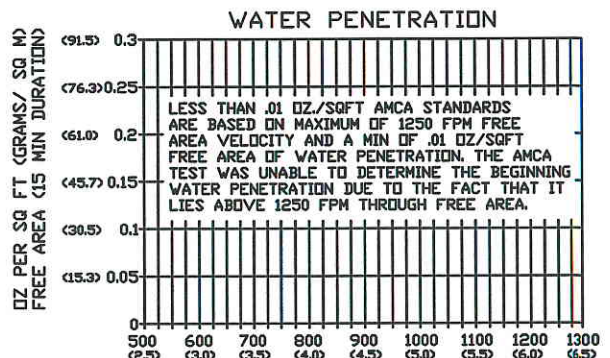 WATER PENETRATION
OZ PER SQ FT (GRAMS/ SQ M)
FREE AREA (15 MIN DURATION)
(91.5) 0.3
(76.3) 0.25
(61.0) 0.2
(45.7) 0.15
(30.5) 0.1
(15.3) 0.05
0
LESS THAN .01 OZ./SQFT AMCA STANDARDS
ARE BASED ON MAXIMUM OF 1250 FPM FREE
AREA VELOCITY AND A MIN OF .01 OZ/SQFT
FREE AREA OF WATER PENETRATION. THE AMCA
TEST WAS UNABLE TO DETERMINE THE BEGINNING
WATER PENETRATION DUE TO THE FACT THAT IT
LIES ABOVE 1250 FPM THROUGH FREE AREA.
500 600 700 800 900 1000 1100 1200 1300
(2.5) (3.0) (3.5) (4.0) (4.5) (5.0) (5.5) (6.0) (6.5)